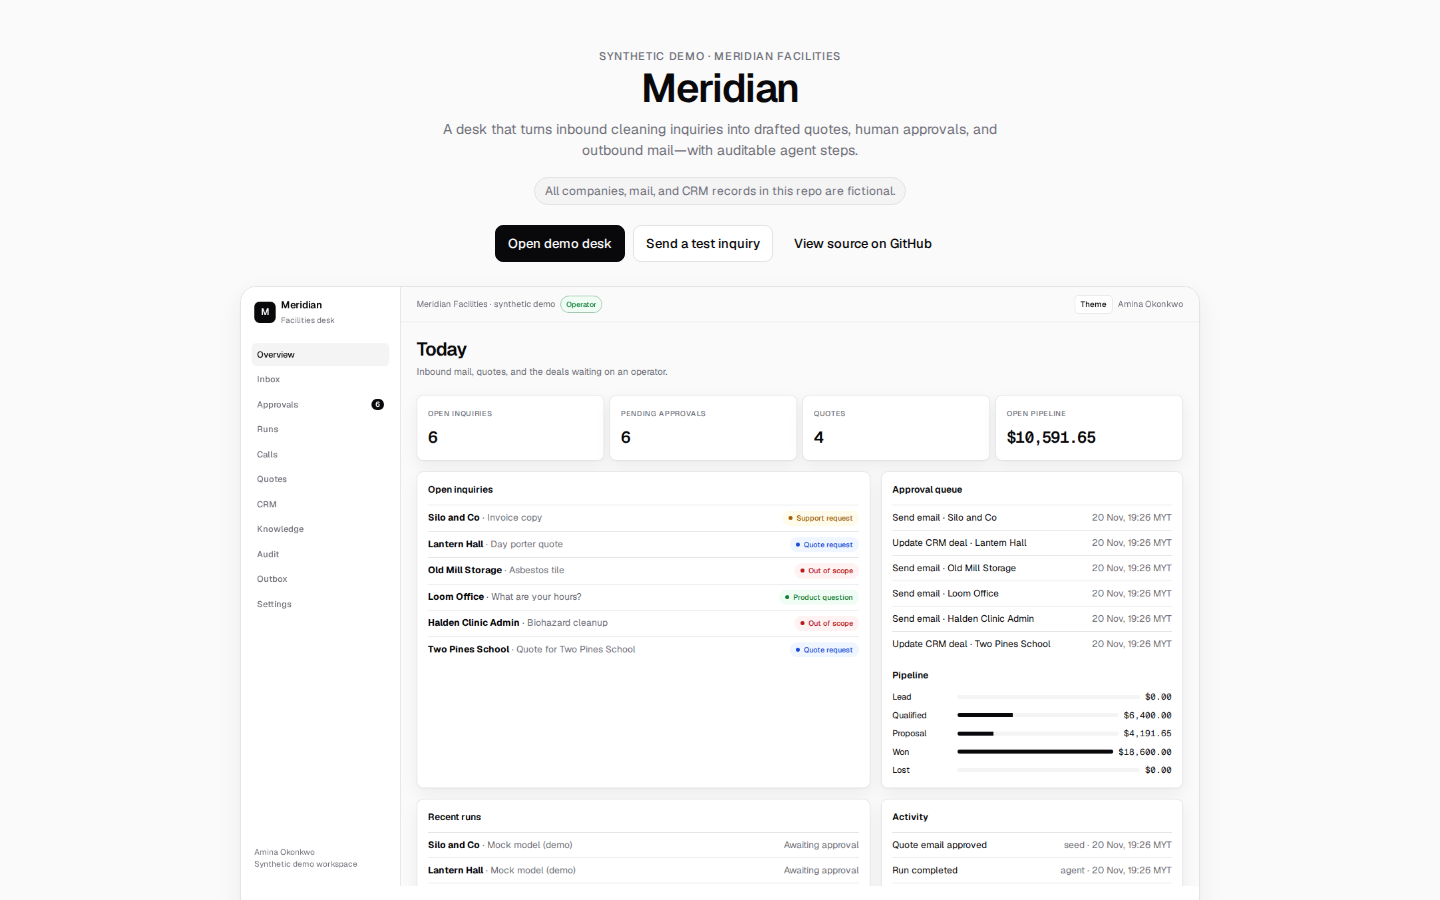 SYNTHETIC DEMO · MERIDIAN FACILITIES
Meridian
A desk that turns inbound cleaning inquiries into drafted quotes, human approvals, and
outbound mail—with auditable agent steps.
All companies, mail, and CRM records in this repo are fictional.
Open demo desk
Send a test inquiry
View source on GitHub
M
Meridian
Facilities desk
Overview
Inbox
Approvals 6
Runs
Calls
Quotes
CRM
Knowledge
Audit
Outbox
Settings
Amina Okonkwo
Synthetic demo workspace
Meridian Facilities · synthetic demo Operator
Theme Amina Okonkwo
Today
Inbound mail, quotes, and the deals waiting on an operator.
OPEN INQUIRIES
6
PENDING APPROVALS
6
QUOTES
4
OPEN PIPELINE
$10,591.65
Open inquiries
Silo and Co · Invoice copy Support request
Lantern Hall · Day porter quote Quote request
Old Mill Storage · Asbestos tile Out of scope
Loom Office · What are your hours? Product question
Halden Clinic Admin · Biohazard cleanup Out of scope
Two Pines School · Quote for Two Pines School Quote request
Approval queue
Send email · Silo and Co 20 Nov, 19:26 MYT
Update CRM deal · Lantern Hall 20 Nov, 19:26 MYT
Send email · Old Mill Storage 20 Nov, 19:26 MYT
Send email · Loom Office 20 Nov, 19:26 MYT
Send email · Halden Clinic Admin 20 Nov, 19:26 MYT
Update CRM deal · Two Pines School 20 Nov, 19:26 MYT
Pipeline
Lead $0.00
Qualified $6,400.00
Proposal $4,191.65
Won $18,600.00
Lost $0.00
Recent runs
Silo and Co · Mock model (demo) Awaiting approval
Lantern Hall · Mock model (demo) Awaiting approval
Activity
Quote email approved seed · 20 Nov, 19:26 MYT
Run completed agent · 20 Nov, 19:26 MYT